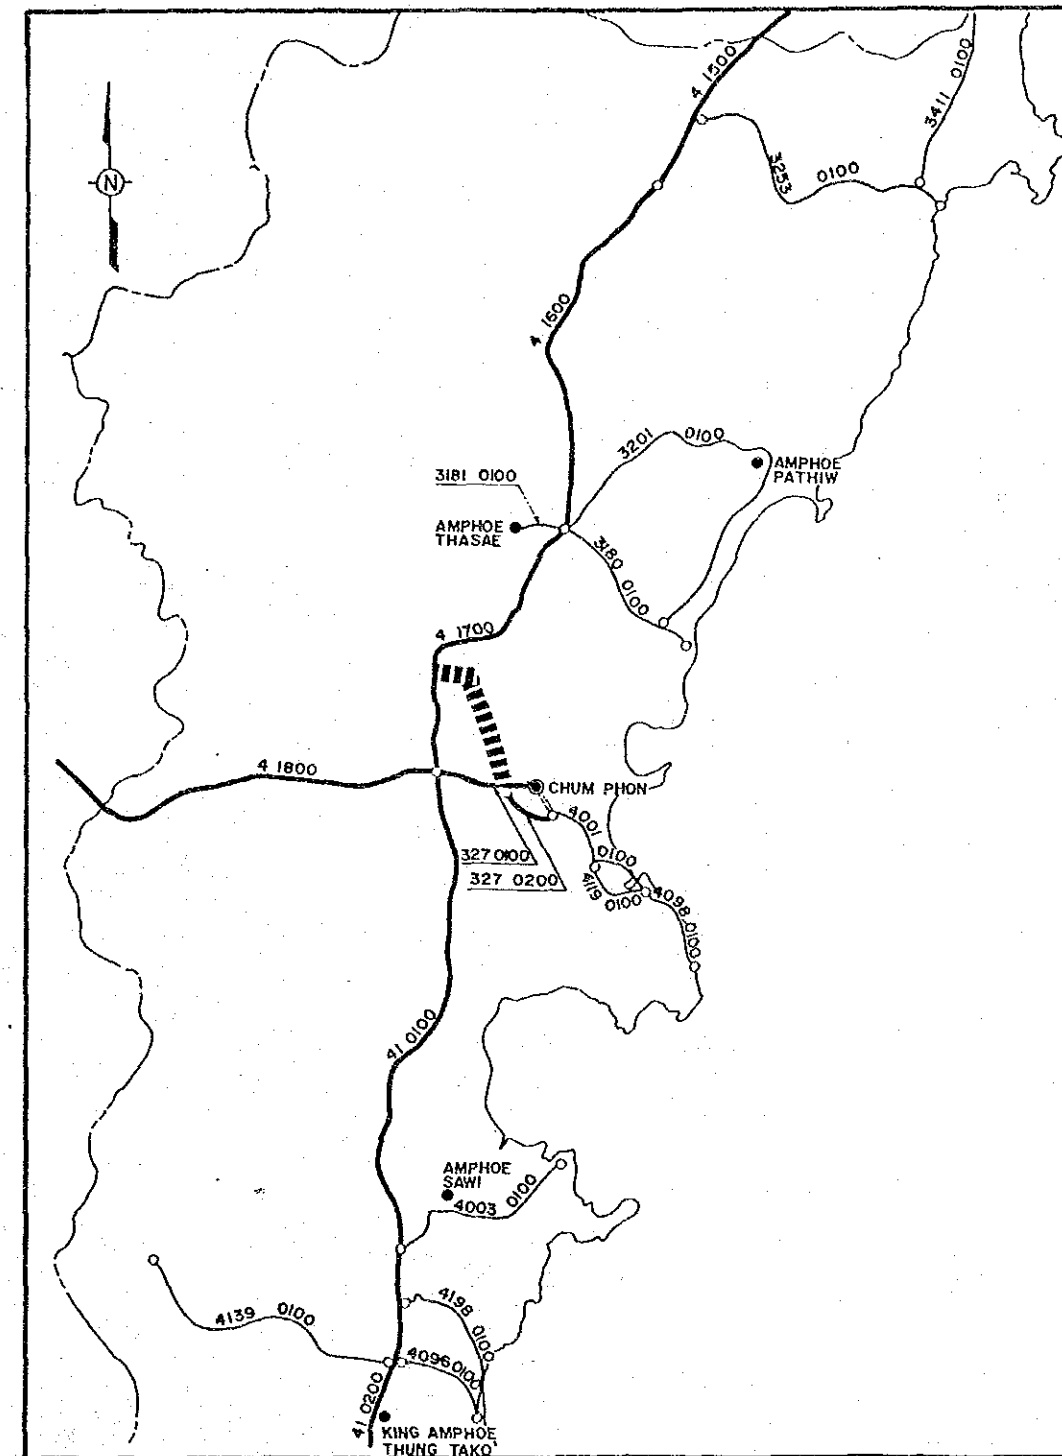 4 1500
3411 0100
N
3253 0100
4 1600
3201 0100
AMPHOE
PATHIW
3181 0100
AMPHOE
THASAE
3180 0100
4 1700
4 1800
CHUM PHON
4001 0100
327 0100
327 0200
4119 0100
4098 0100
41 0100
AMPHOE
SAWI
4003 0100
4198 0100
4139 0100
4096 0100
41 0200
KING AMPHOE
THUNG TAKO